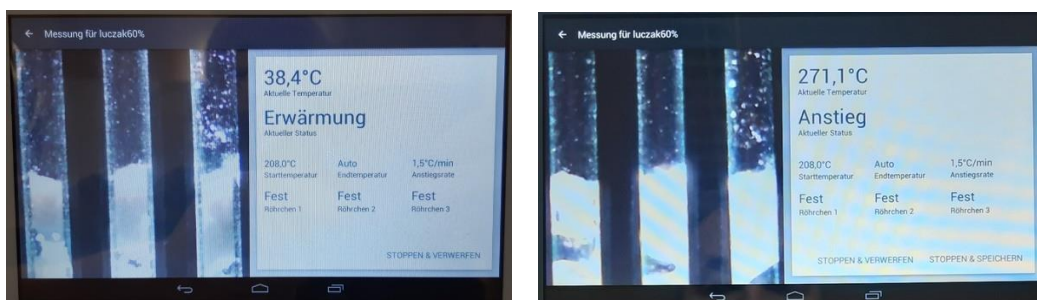 ← Messung für luczak60%
38,4°C
Aktuelle Temperatur
Erwärmung
Aktueller Status
208,0°C Auto 1,5°C/min
Starttemperatur Endtemperatur Anstiegsrate
Fest Fest Fest
Röhrchen 1 Röhrchen 2 Röhrchen 3
STOPPEN & VERWERFEN
← Messung für luczak60%
271,1°C
Aktuelle Temperatur
Anstieg
Aktueller Status
208,0°C Auto 1,5°C/min
Starttemperatur Endtemperatur Anstiegsrate
Fest Fest Fest
Röhrchen 1 Röhrchen 2 Röhrchen 3
STOPPEN & VERWERFEN STOPPEN & SPEICHERN